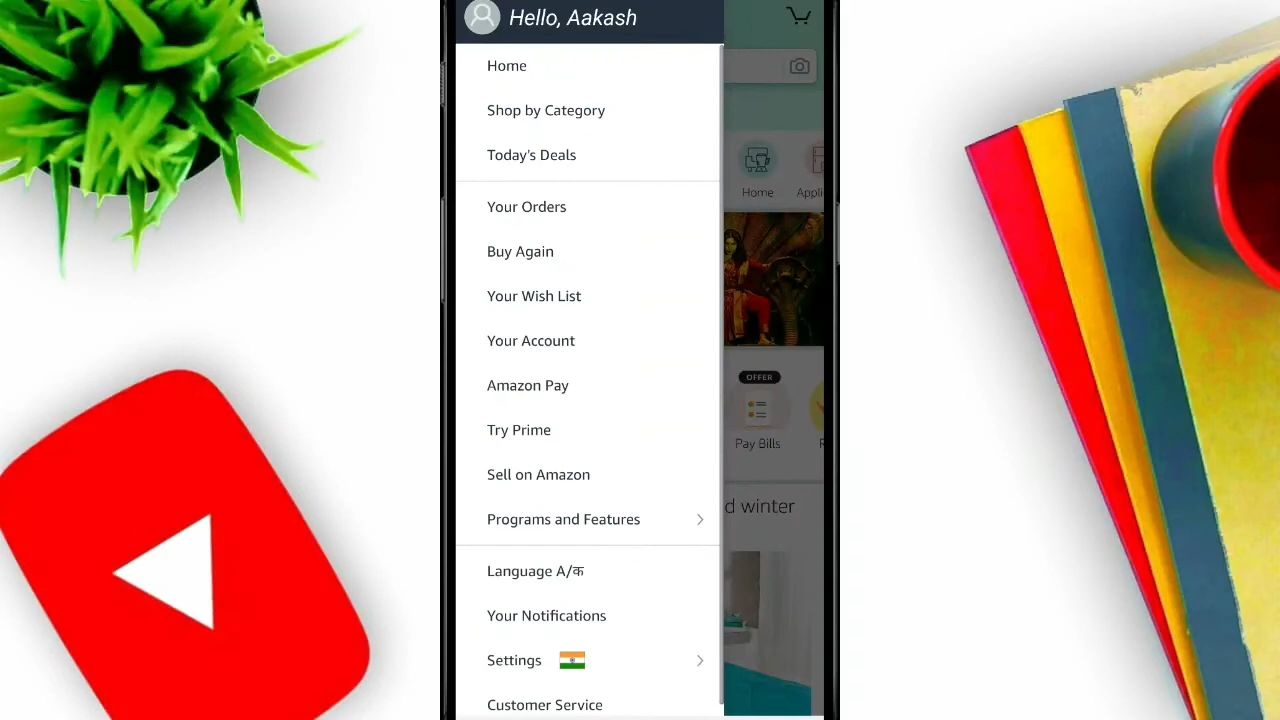 Hello, Aakash
Home
Shop by Category
Today's Deals
Your Orders
Buy Again
Your Wish List
Your Account
Amazon Pay
Try Prime
Sell on Amazon
Programs and Features
Language A/क
Your Notifications
Settings
Customer Service
Home
Appli
OFFER
Pay Bills
d winter